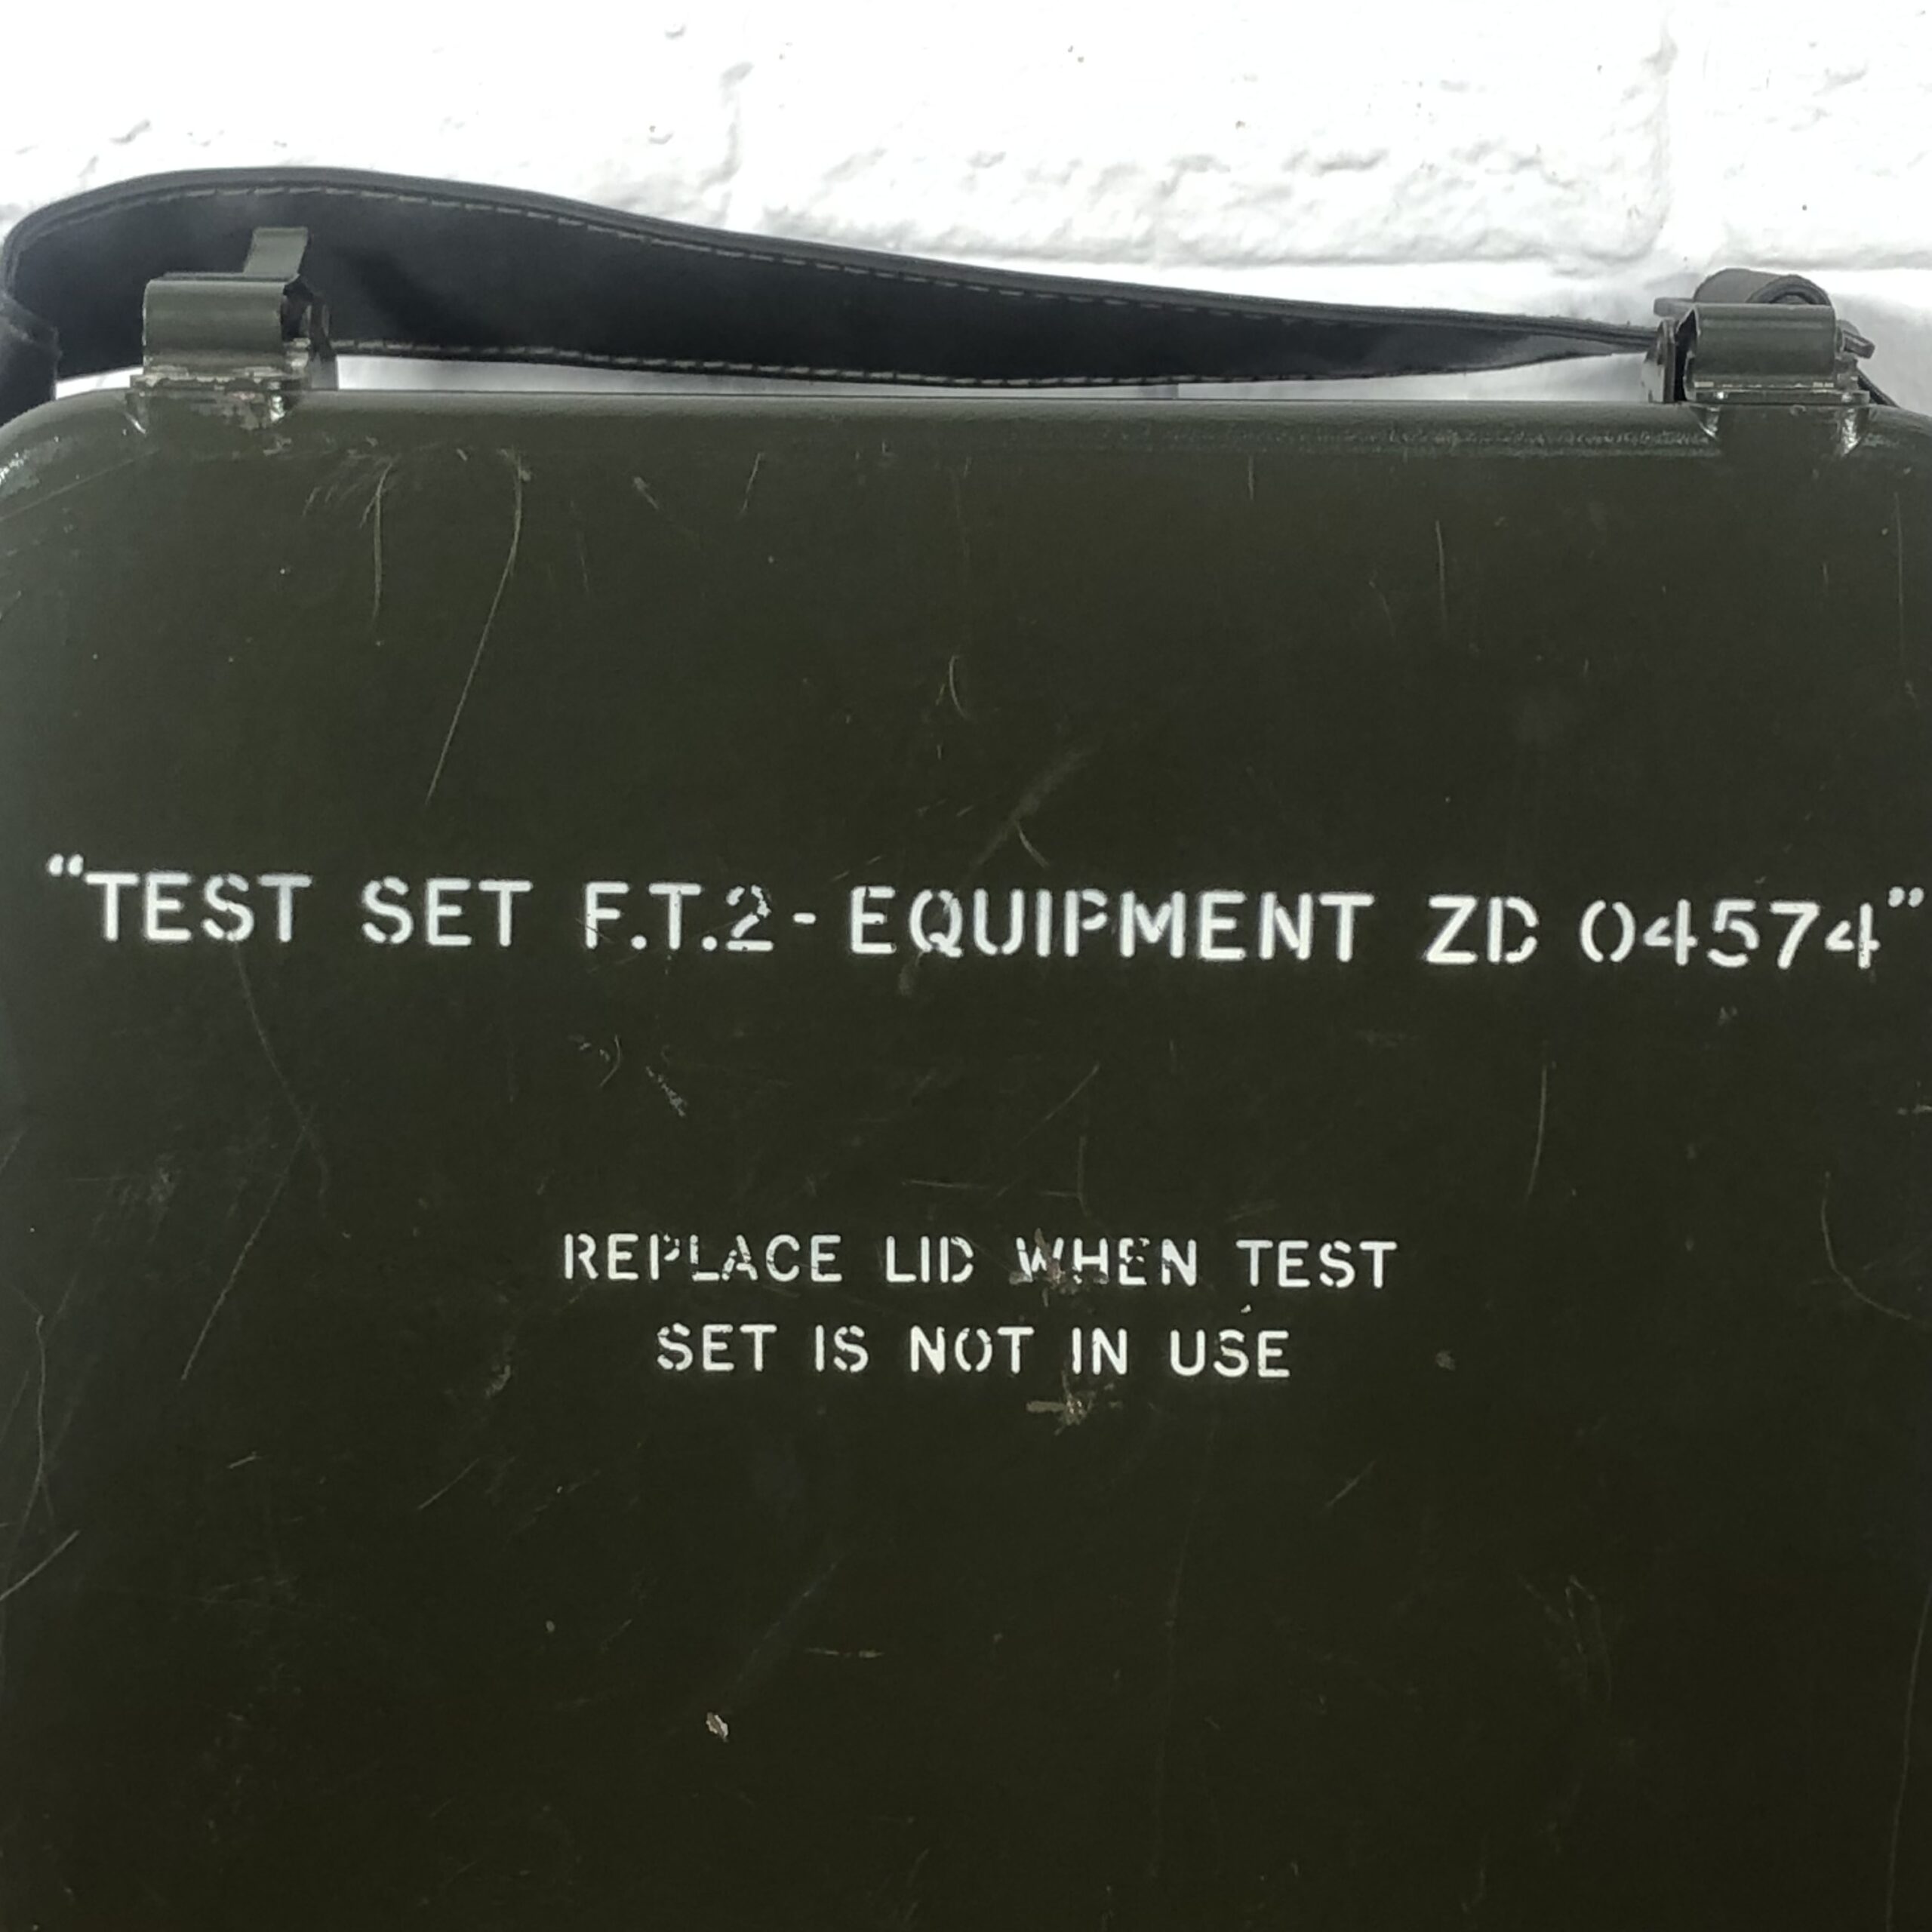 “TEST SET F.T.2 - EQUIPMENT ZD 04574”
REPLACE LID WHEN TEST
SET IS NOT IN USE